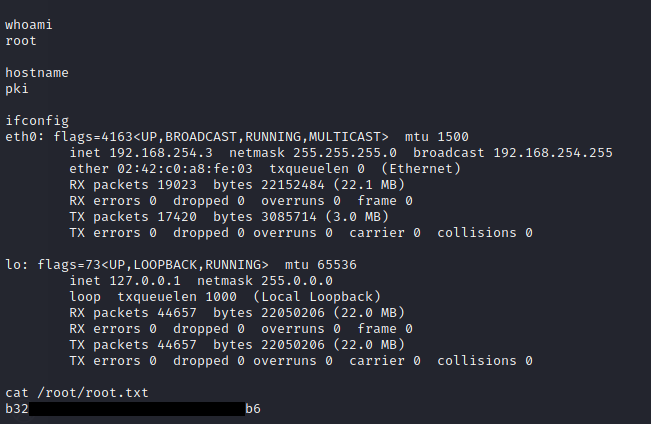 whoami
root
hostname
pki
ifconfig
eth0: flags=4163<UP,BROADCAST,RUNNING,MULTICAST>  mtu 1500
        inet 192.168.254.3  netmask 255.255.255.0  broadcast 192.168.254.255
        ether 02:42:c0:a8:fe:03  txqueuelen 0  (Ethernet)
        RX packets 19023  bytes 22152484 (22.1 MB)
        RX errors 0  dropped 0  overruns 0  frame 0
        TX packets 17420  bytes 3085714 (3.0 MB)
        TX errors 0  dropped 0 overruns 0  carrier 0  collisions 0
lo: flags=73<UP,LOOPBACK,RUNNING>  mtu 65536
        inet 127.0.0.1  netmask 255.0.0.0
        loop  txqueuelen 1000  (Local Loopback)
        RX packets 44657  bytes 22050206 (22.0 MB)
        RX errors 0  dropped 0  overruns 0  frame 0
        TX packets 44657  bytes 22050206 (22.0 MB)
        TX errors 0  dropped 0 overruns 0  carrier 0  collisions 0
cat /root/root.txt
b32 b6